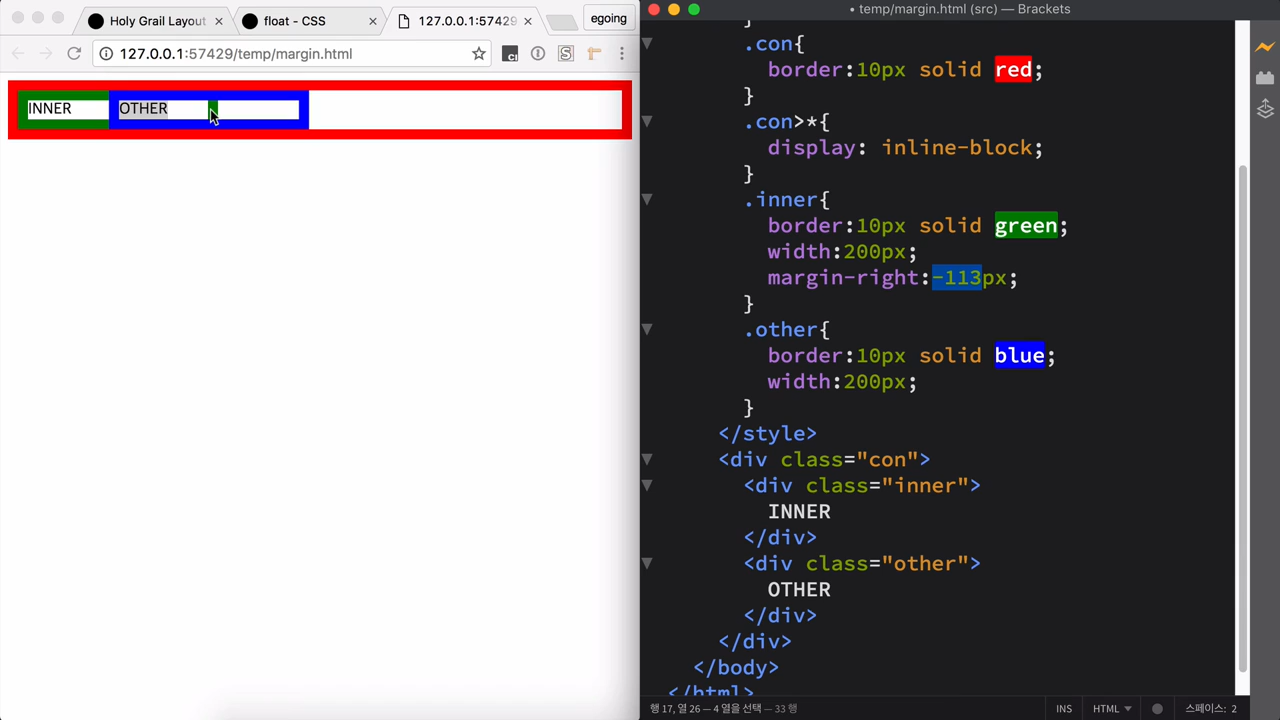 Holy Grail Layout
float - CSS
127.0.0.1:57429
egoing
127.0.0.1:57429/temp/margin.html
INNER
OTHER
• temp/margin.html (src) — Brackets
}
.con{
border:10px solid red;
}
.con>*{
display: inline-block;
}
.inner{
border:10px solid green;
width:200px;
margin-right:-113px;
}
.other{
border:10px solid blue;
width:200px;
}
</style>
<div class="con">
<div class="inner">
INNER
</div>
<div class="other">
OTHER
</div>
</div>
</body>
</html>
행 17, 열 26 — 4 열을 선택 — 33 행
INS
HTML
스페이스: 2